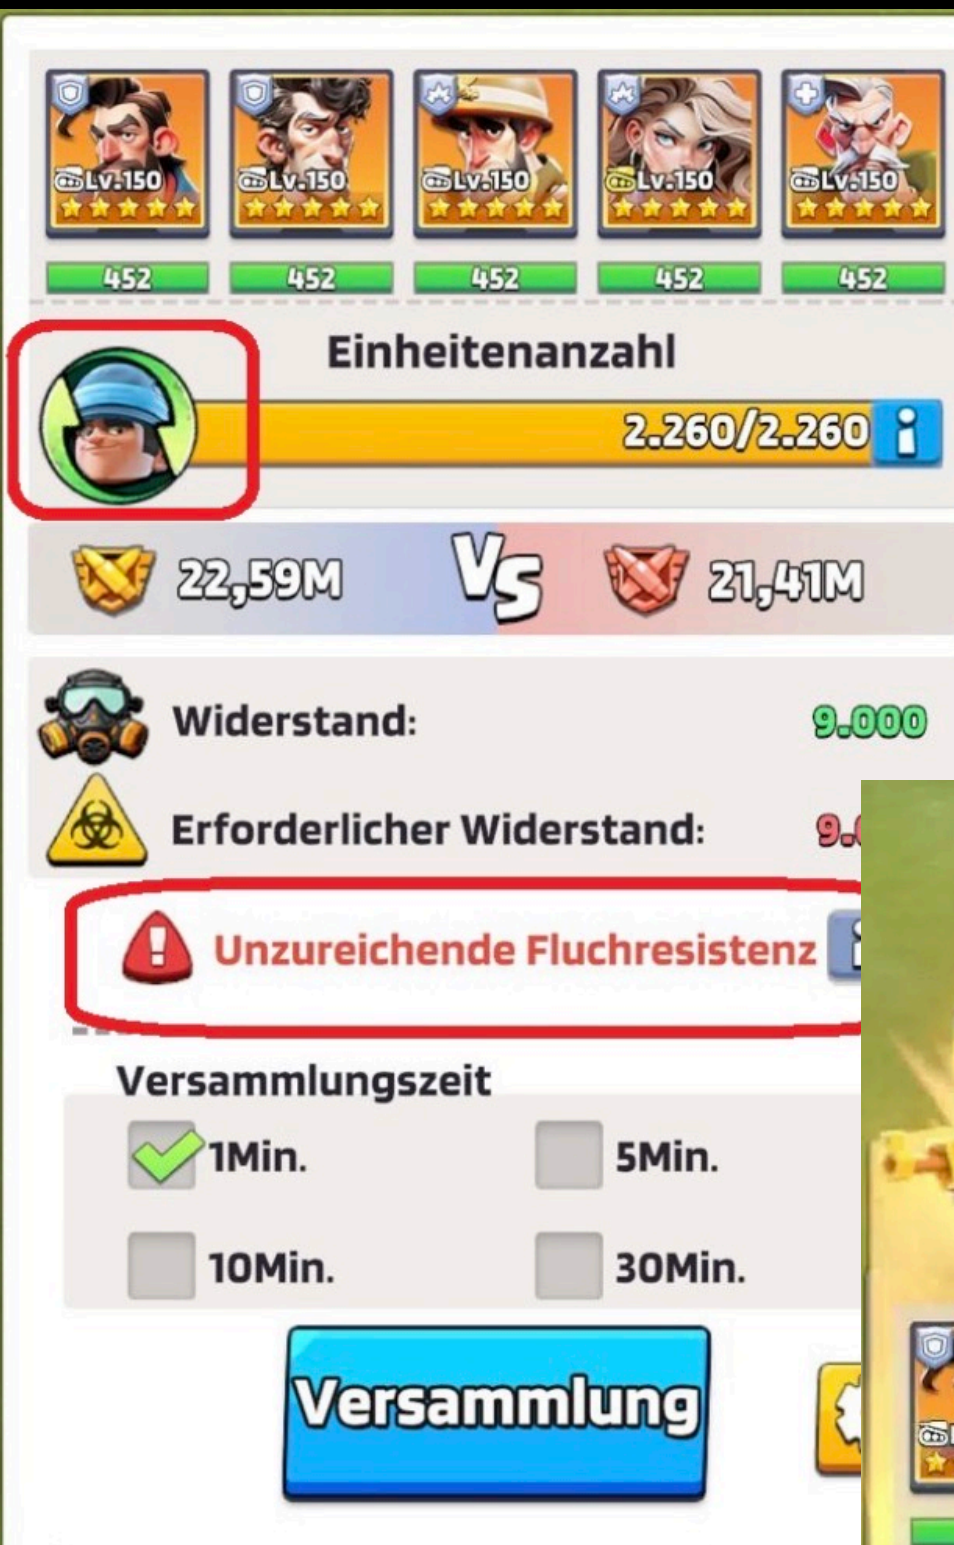 Lv.150 Lv.150 Lv.150 Lv.150 Lv.150
452 452 452 452 452
Einheitenanzahl
2.260/2.260
22,59M VS 21,41M
Widerstand: 9.000
Erforderlicher Widerstand:
Unzureichende Fluchresistenz
Versammlungszeit
1Min. 5Min.
10Min. 30Min.
Versammlung